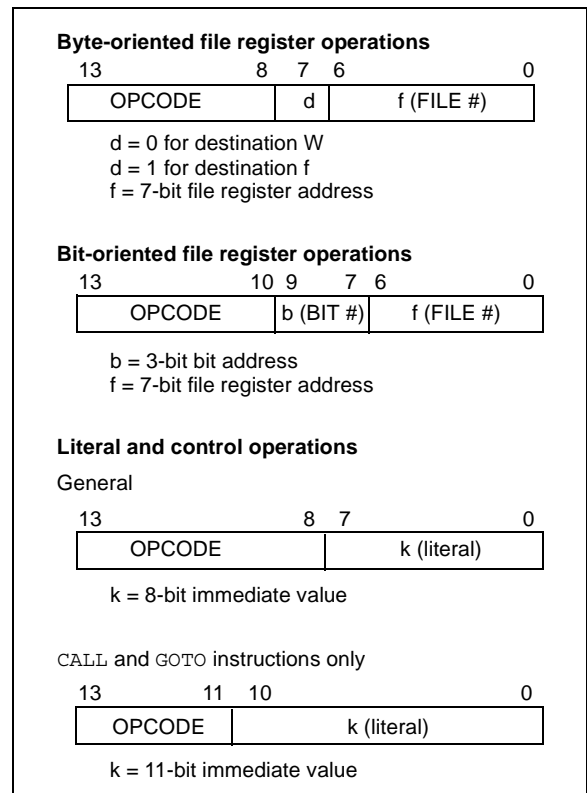 Byte-oriented file register operations
13 8 7 6 0
OPCODE d f (FILE #)
d = 0 for destination W
d = 1 for destination f
f = 7-bit file register address
Bit-oriented file register operations
13 10 9 7 6 0
OPCODE b (BIT #) f (FILE #)
b = 3-bit bit address
f = 7-bit file register address
Literal and control operations
General
13 8 7 0
OPCODE k (literal)
k = 8-bit immediate value
CALL and GOTO instructions only
13 11 10 0
OPCODE k (literal)
k = 11-bit immediate value